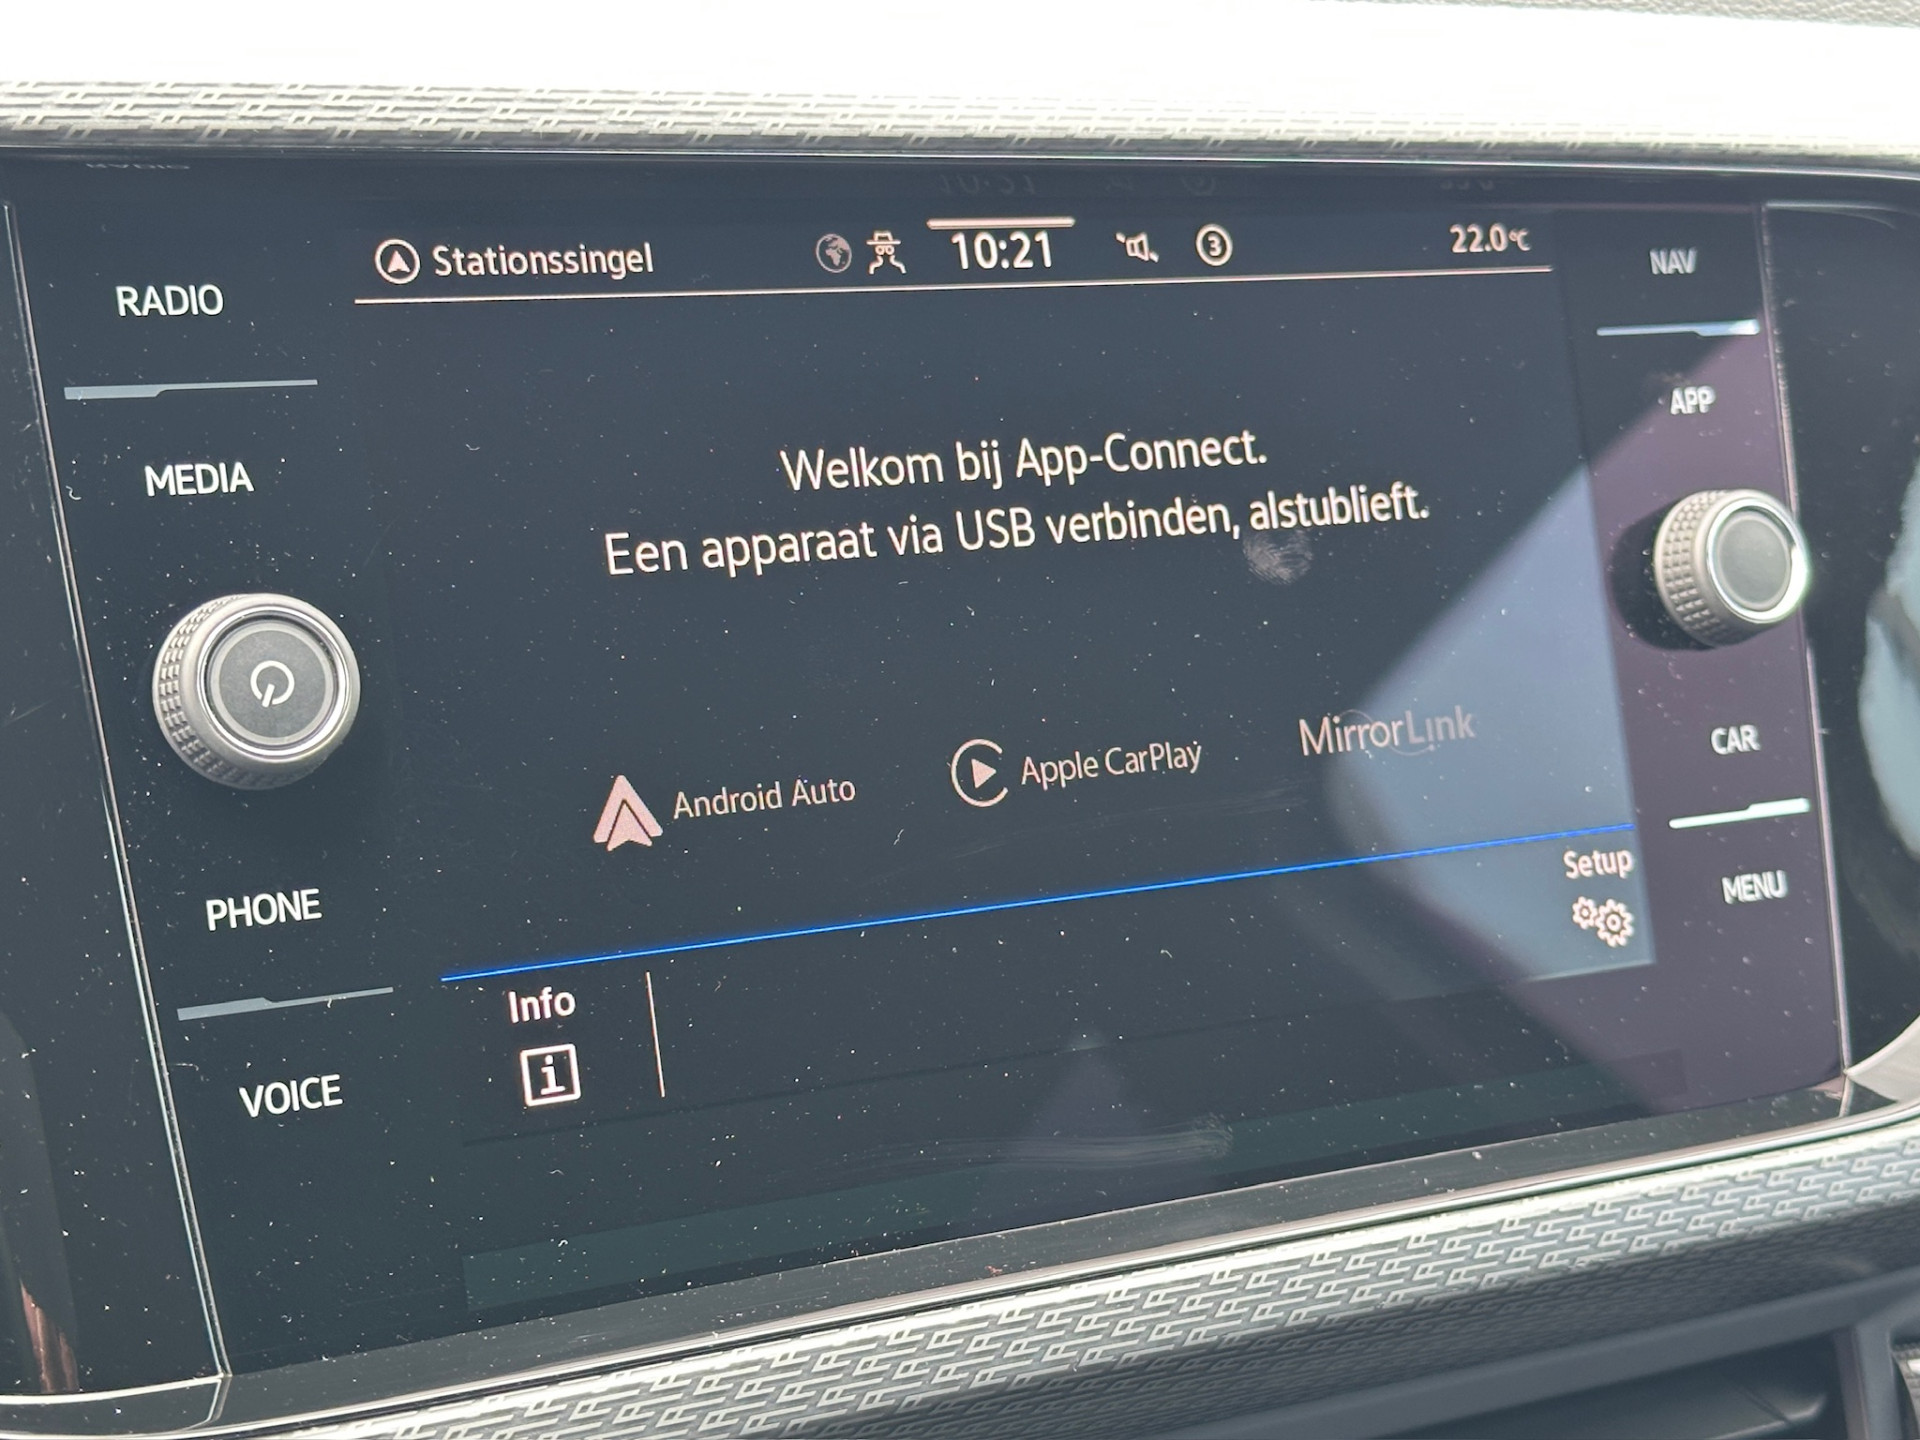 Stationssingel
10:21
3
22.0°C
RADIO
MEDIA
PHONE
VOICE
Welkom bij App-Connect.
Een apparaat via USB verbinden, alstublieft.
Android Auto
Apple CarPlay
MirrorLink
Info
i
Setup
NAV
APP
CAR
MENU